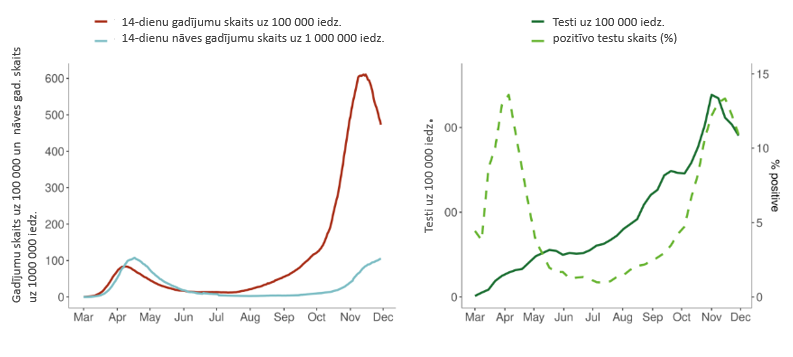 14-dienu gadījumu skaits uz 100 000 iedz.
14-dienu nāves gadījumu skaits uz 1 000 000 iedz.
Gadījumu skaits uz 100 000 un nāves gad. skaits
uz 1000 000 iedz.
600
500
400
300
200
100
0
Mar Apr May Jun Jul Aug Sep Oct Nov Dec
Testi uz 100 000 iedz.
pozitīvo testu skaits (%)
Testi uz 100 000 iedz.
00
00
0
15
10
5
0
% positive
Mar Apr May Jun Jul Aug Sep Oct Nov Dec